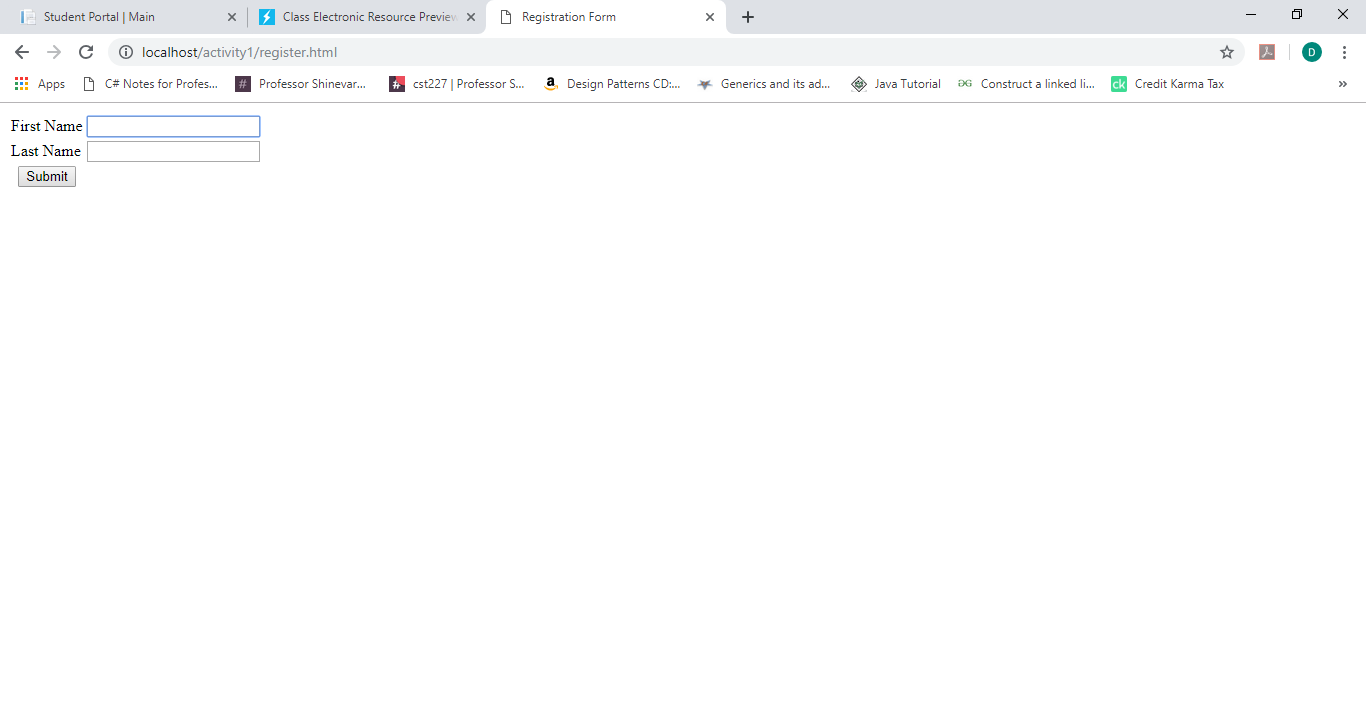 Student Portal | Main
Class Electronic Resource Preview
Registration Form
localhost/activity1/register.html
D
Apps
C# Notes for Profes...
# Professor Shinevar...
# cst227 | Professor S...
a Design Patterns CD:...
Generics and its ad...
Java Tutorial
Construct a linked li...
ck Credit Karma Tax
»
First Name
Last Name
Submit